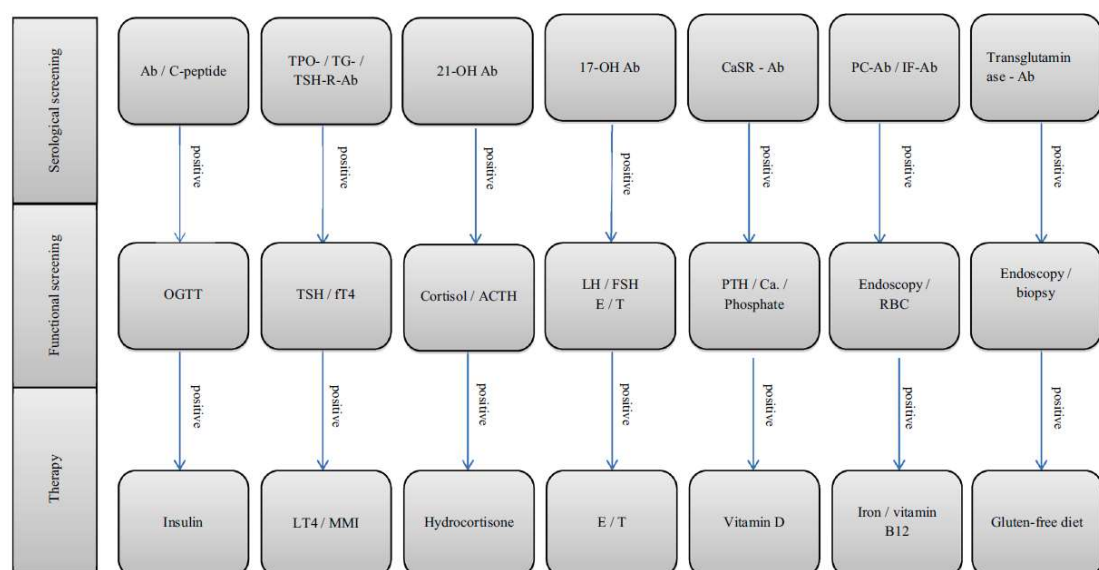 Serological screening
Ab / C-peptide
TPO- / TG- /
TSH-R-Ab
21-OH Ab
17-OH Ab
CaSR - Ab
PC-Ab / IF-Ab
Transglutamin
ase - Ab
positive
positive
positive
positive
positive
positive
positive
Functional screening
OGTT
TSH / fT4
Cortisol / ACTH
LH / FSH
E / T
PTH / Ca. /
Phosphate
Endoscopy /
RBC
Endoscopy /
biopsy
positive
positive
positive
positive
positive
positive
positive
Therapy
Insulin
LT4 / MMI
Hydrocortisone
E / T
Vitamin D
Iron / vitamin
B12
Gluten-free diet